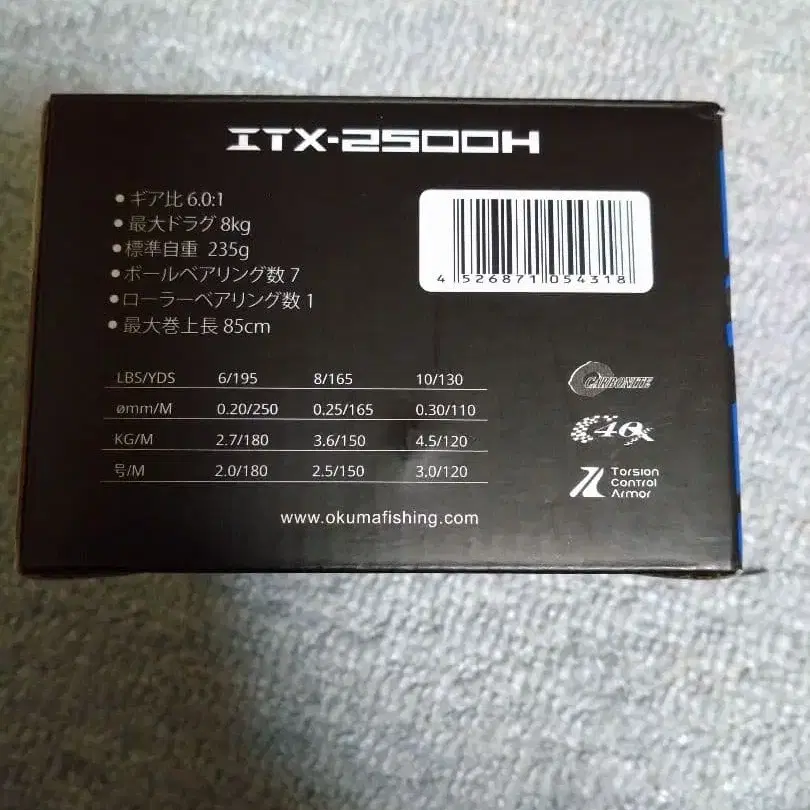 ITX-2500H
• ギア比 6.0:1
• 最大ドラグ 8kg
• 標準自重 235g
• ボールベアリング数 7
• ローラーベアリング数 1
• 最大巻上長 85cm
4 526871 054318
LBS/YDS 6/195 8/165 10/130
ømm/M 0.20/250 0.25/165 0.30/110
KG/M 2.7/180 3.6/150 4.5/120
号/M 2.0/180 2.5/150 3.0/120
CARBONITE
40x
Torsion
Control
Armor
www.okumafishing.com